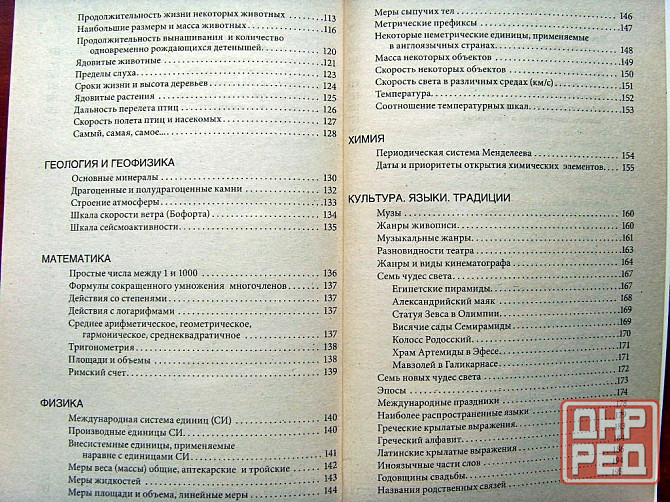 Продолжительность жизни некоторых животных 113
Наибольшие размеры и масса животных 116
Продолжительность вынашивания и количество
одновременно рождающихся детенышей. 120
Ядовитые животные 121
Пределы слуха. 123
Сроки жизни и высота деревьев 124
Ядовитые растения 125
Дальность перелета птиц 126
Скорость полета птиц и насекомых 127
Самый, самая, самое... 128
ГЕОЛОГИЯ И ГЕОФИЗИКА
Основные минералы 130
Драгоценные и полудрагоценные камни 132
Строение атмосферы 133
Шкала скорости ветра (Бофорта) 134
Шкала сейсмоактивности. 135
МАТЕМАТИКА
Простые числа между 1 и 1000 136
Формулы сокращенного умножения многочленов 137
Действия со степенями 137
Действия с логарифмами 137
Среднее арифметическое, геометрическое,
гармоническое, среднеквадратичное 137
Тригонометрия 138
Площади и объемы 138
Римский счет. 139
ФИЗИКА
Международная система единиц (СИ) 140
Производные единицы СИ. 140
Внесистемные единицы, применяемые
наравне с единицами СИ 141
Меры веса (массы) общие, аптекарские и тройские 142
Меры жидкостей 143
Меры площади и объема, линейные меры 144
Меры сыпучих тел 146
Метрические префиксы 147
Некоторые неметрические единицы, применяемые
в англоязычных странах. 148
Масса некоторых объектов 149
Скорость некоторых объектов 150
Скорость света в различных средах (км/с) 151
Температура. 152
Соотношение температурных шкал. 153
ХИМИЯ
Периодическая система Менделеева 154
Даты и приоритеты открытия химических элементов. 155
КУЛЬТУРА. ЯЗЫКИ. ТРАДИЦИИ
Музы 160
Жанры живописи. 160
Музыкальные жанры. 161
Разновидности театра 163
Жанры и виды кинематографа 164
Семь чудес света 167
Египетские пирамиды. 167
Александрийский маяк 168
Статуя Зевса в Олимпии. 169
Висячие сады Семирамиды 169
Колосс Родосский. 170
Храм Артемиды в Эфесе. 171
Мавзолей в Галикарнасе. 171
Семь новых чудес света 172
Эпосы 173
Международные праздники 174
Наиболее распространенные языки
Греческие крылатые выражения.
Греческий алфавит.
Латинские крылатые выражения
Иноязычные части слов
Годовщины свадьбы.
Названия родственных связей
ДНР
РЕД